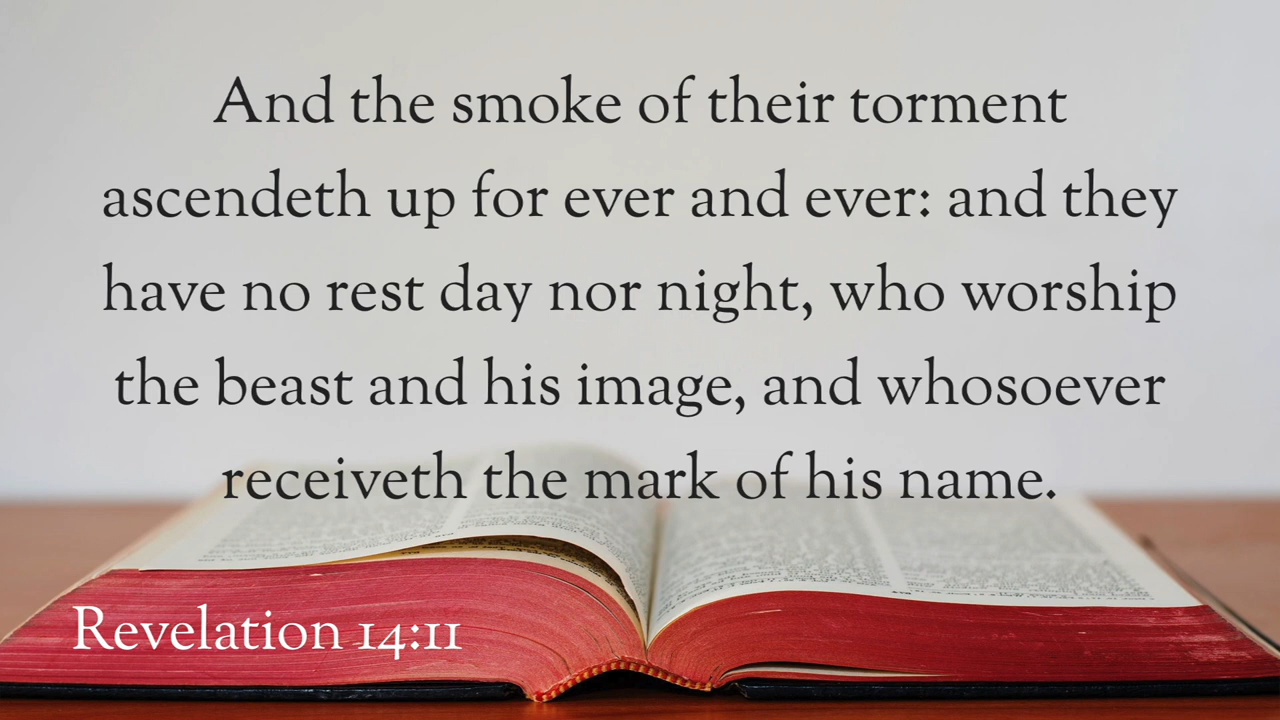 And the smoke of their torment
ascendeth up for ever and ever: and they
have no rest day nor night, who worship
the beast and his image, and whosoever
receiveth the mark of his name.
Revelation 14:11